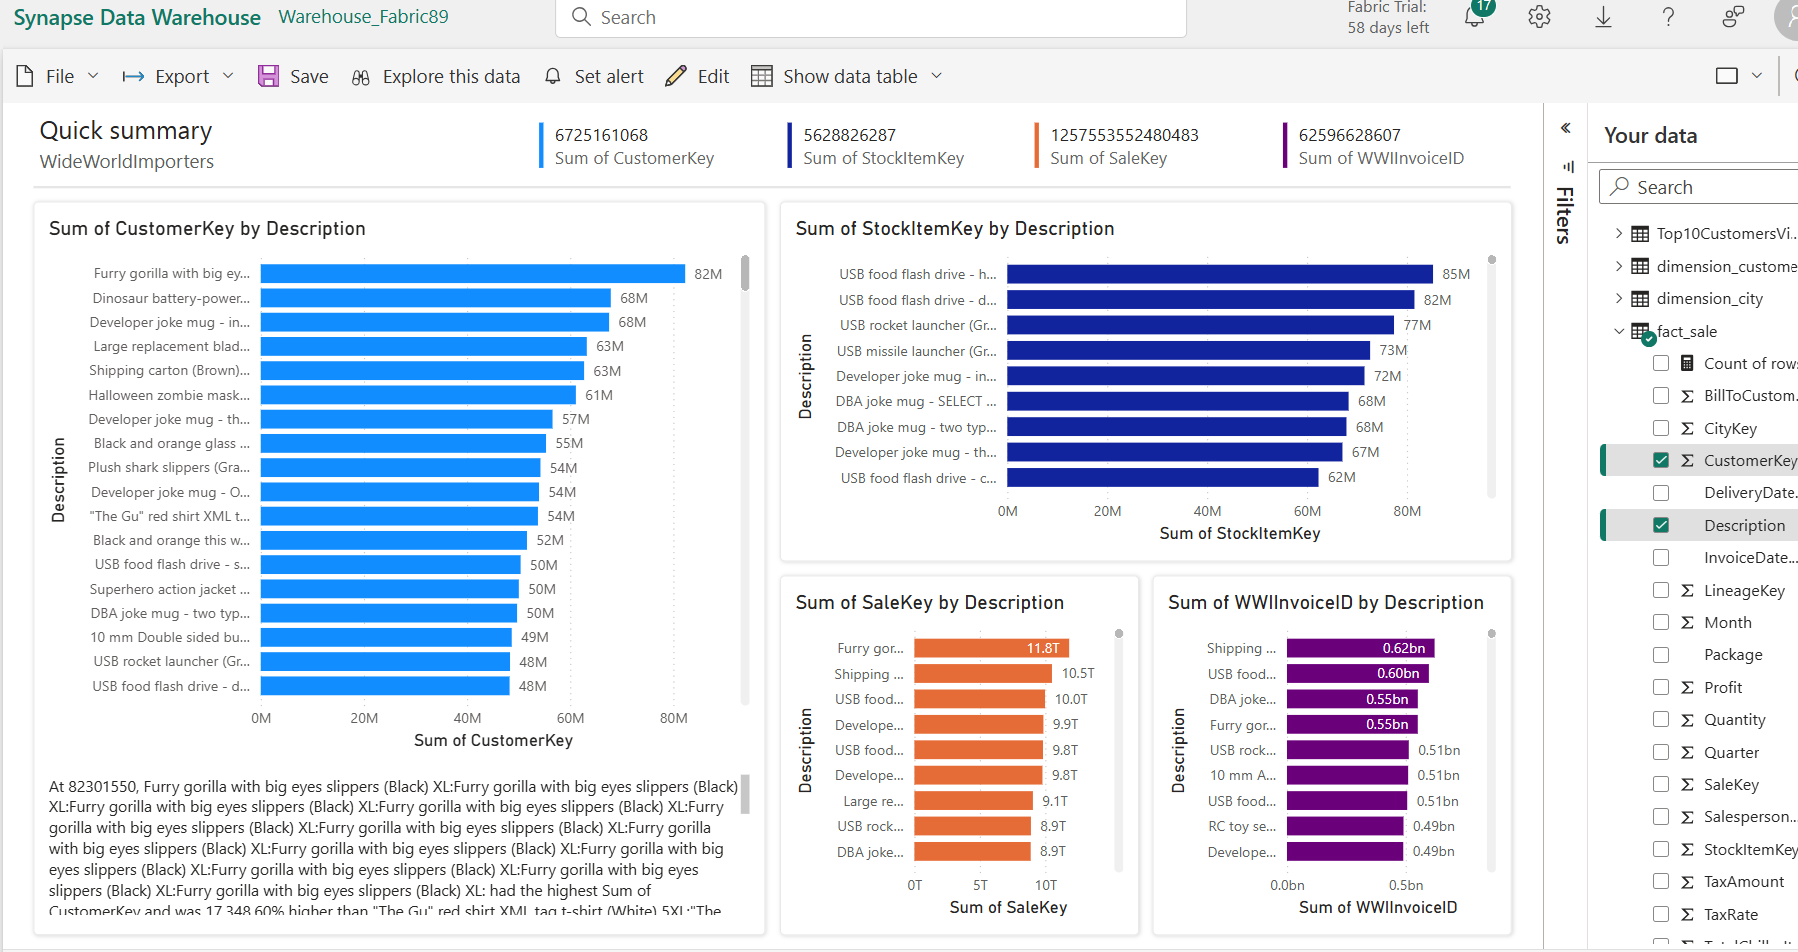 Synapse Data Warehouse Warehouse_Fabric89 Search Fabric Trial: 17
58 days left
File Export Save Explore this data Set alert Edit Show data table
Quick summary
WideWorldImporters
6725161068
Sum of CustomerKey
5628826287
Sum of StockItemKey
1257553552480483
Sum of SaleKey
62596628607
Sum of WWIInvoiceID
Sum of CustomerKey by Description
Description
Furry gorilla with big ey... 82M
Dinosaur battery-power... 68M
Developer joke mug - in... 68M
Large replacement blad... 63M
Shipping carton (Brown)... 63M
Halloween zombie mask... 61M
Developer joke mug - th... 57M
Black and orange glass ... 55M
Plush shark slippers (Gra... 54M
Developer joke mug - O... 54M
"The Gu" red shirt XML t... 54M
Black and orange this w... 52M
USB food flash drive - s... 50M
Superhero action jacket ... 50M
DBA joke mug - two typ... 50M
10 mm Double sided bu... 49M
USB rocket launcher (Gr... 48M
USB food flash drive - d... 48M
0M 20M 40M 60M 80M
Sum of CustomerKey
At 82301550, Furry gorilla with big eyes slippers (Black) XL:Furry gorilla with big eyes slippers (Black)
XL:Furry gorilla with big eyes slippers (Black) XL:Furry gorilla with big eyes slippers (Black) XL:Furry
gorilla with big eyes slippers (Black) XL:Furry gorilla with big eyes slippers (Black) XL:Furry gorilla
with big eyes slippers (Black) XL:Furry gorilla with big eyes slippers (Black) XL:Furry gorilla with big
eyes slippers (Black) XL:Furry gorilla with big eyes slippers (Black) XL:Furry gorilla with big eyes
slippers (Black) XL:Furry gorilla with big eyes slippers (Black) XL: had the highest Sum of
CustomerKey and was 17,348.60% higher than "The Gu" red shirt XML tag t-shirt (White) 5XL:"The
Sum of StockItemKey by Description
Description
USB food flash drive - h... 85M
USB food flash drive - d... 82M
USB rocket launcher (Gr... 77M
USB missile launcher (Gr... 73M
Developer joke mug - in... 72M
DBA joke mug - SELECT ... 68M
DBA joke mug - two typ... 68M
Developer joke mug - th... 67M
USB food flash drive - c... 62M
0M 20M 40M 60M 80M
Sum of StockItemKey
Sum of SaleKey by Description
Description
Furry gor... 11.8T
Shipping ... 10.5T
USB food... 10.0T
Develope... 9.9T
USB food... 9.8T
Develope... 9.8T
Large re... 9.1T
USB rock... 8.9T
DBA joke... 8.9T
0T 5T 10T
Sum of SaleKey
Sum of WWIInvoiceID by Description
Description
Shipping ... 0.62bn
USB food... 0.60bn
DBA joke... 0.55bn
Furry gor... 0.55bn
USB rock... 0.51bn
10 mm A... 0.51bn
USB food... 0.51bn
RC toy se... 0.49bn
Develope... 0.49bn
0.0bn 0.5bn
Sum of WWIInvoiceID
Filters
Your data
Search
Top10CustomersVi...
dimension_custome
dimension_city
fact_sale
Count of rows
BillToCustom...
CityKey
CustomerKey
DeliveryDate...
Description
InvoiceDate...
LineageKey
Month
Package
Profit
Quantity
Quarter
SaleKey
Salesperson...
StockItemKey
TaxAmount
TaxRate